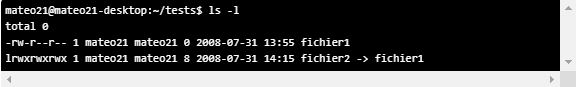 mateo21@mateo21-desktop:~/tests$ ls -l
total 0
-rw-r--r-- 1 mateo21 mateo21 0 2008-07-31 13:55 fichier1
lrwxrwxrwx 1 mateo21 mateo21 8 2008-07-31 14:15 fichier2 -> fichier1